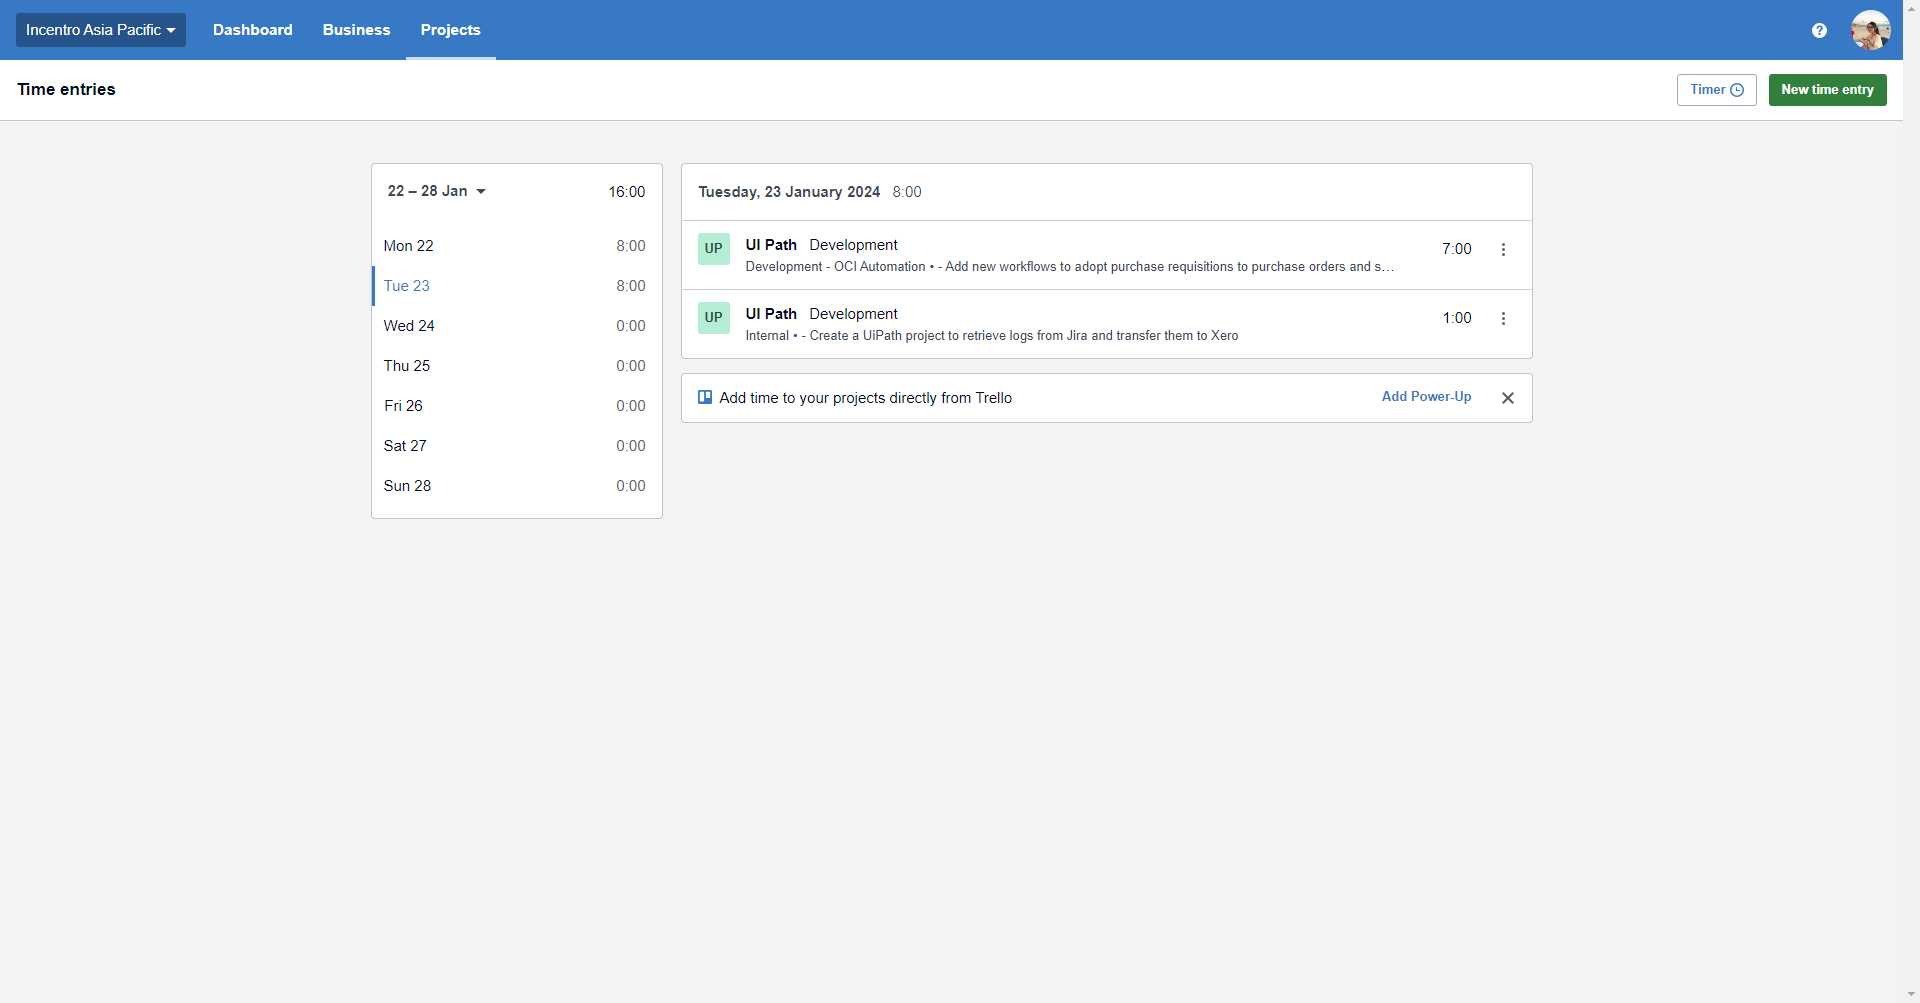 Incentro Asia Pacific
Dashboard
Business
Projects
?
Time entries
Timer
New time entry
22 – 28 Jan
16:00
Mon 22
8:00
Tue 23
8:00
Wed 24
0:00
Thu 25
0:00
Fri 26
0:00
Sat 27
0:00
Sun 28
0:00
Tuesday, 23 January 2024 8:00
UP
UI Path Development
Development - OCI Automation • - Add new workflows to adopt purchase requisitions to purchase orders and s…
7:00
UP
UI Path Development
Internal • - Create a UiPath project to retrieve logs from Jira and transfer them to Xero
1:00
Add time to your projects directly from Trello
Add Power-Up